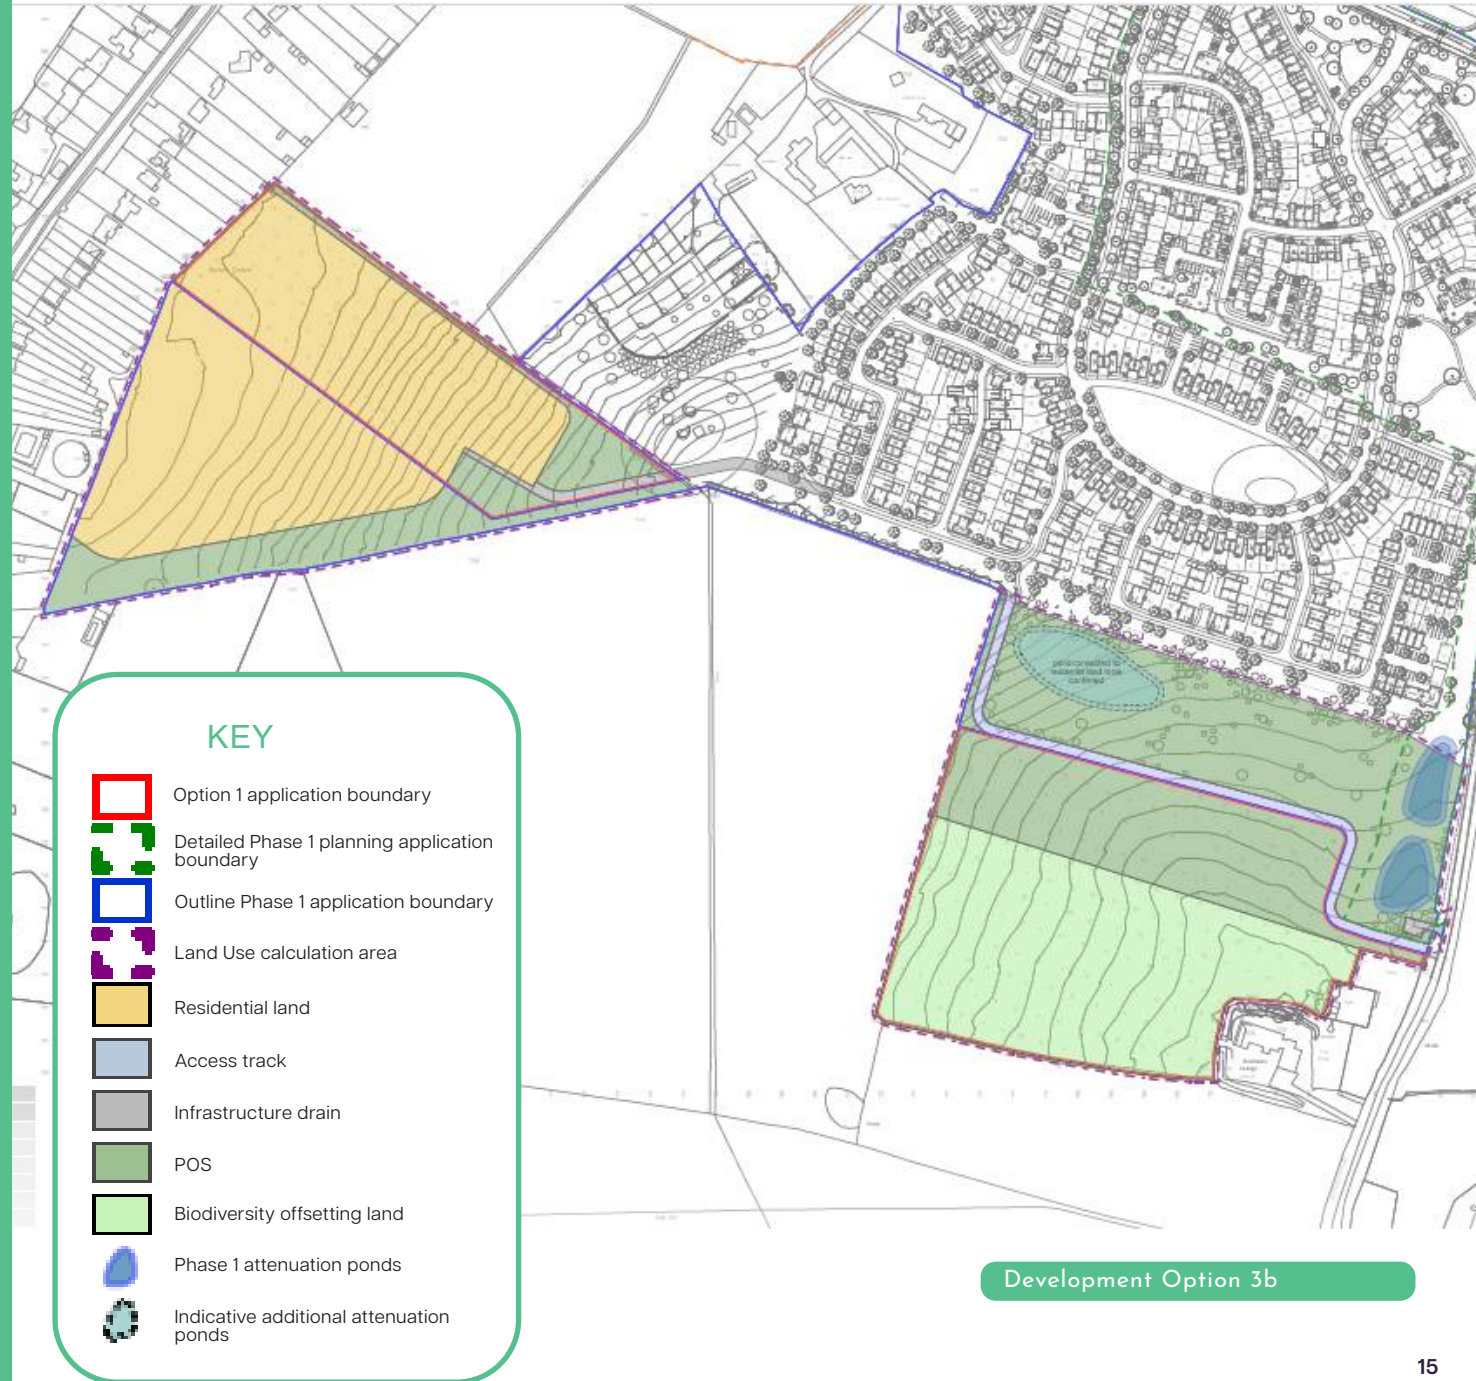 KEY
Option 1 application boundary
Detailed Phase 1 planning application
boundary
Outline Phase 1 application boundary
Land Use calculation area
Residential land
Access track
Infrastructure drain
POS
Biodiversity offsetting land
Phase 1 attenuation ponds
Indicative additional attenuation
ponds
Development Option 3b
15